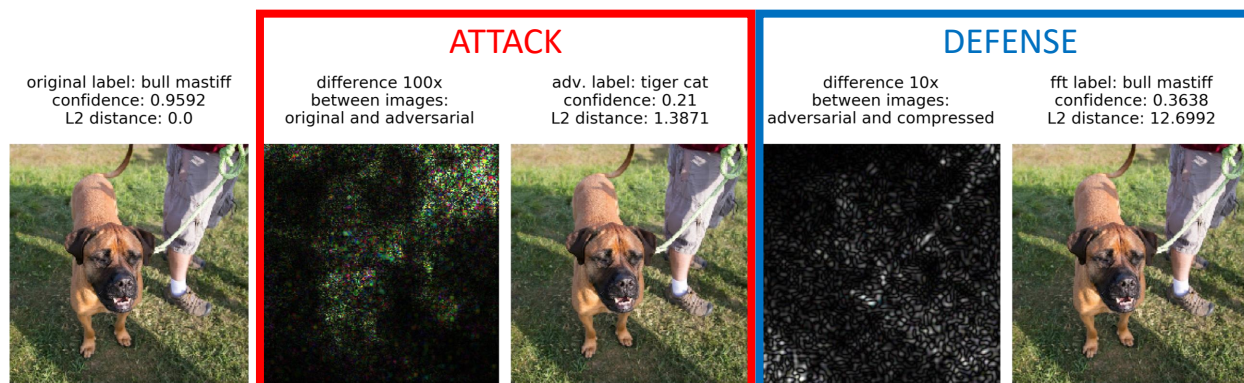 ATTACK
DEFENSE
original label: bull mastiff
confidence: 0.9592
L2 distance: 0.0
difference 100x
between images:
original and adversarial
adv. label: tiger cat
confidence: 0.21
L2 distance: 1.3871
difference 10x
between images:
adversarial and compressed
fft label: bull mastiff
confidence: 0.3638
L2 distance: 12.6992